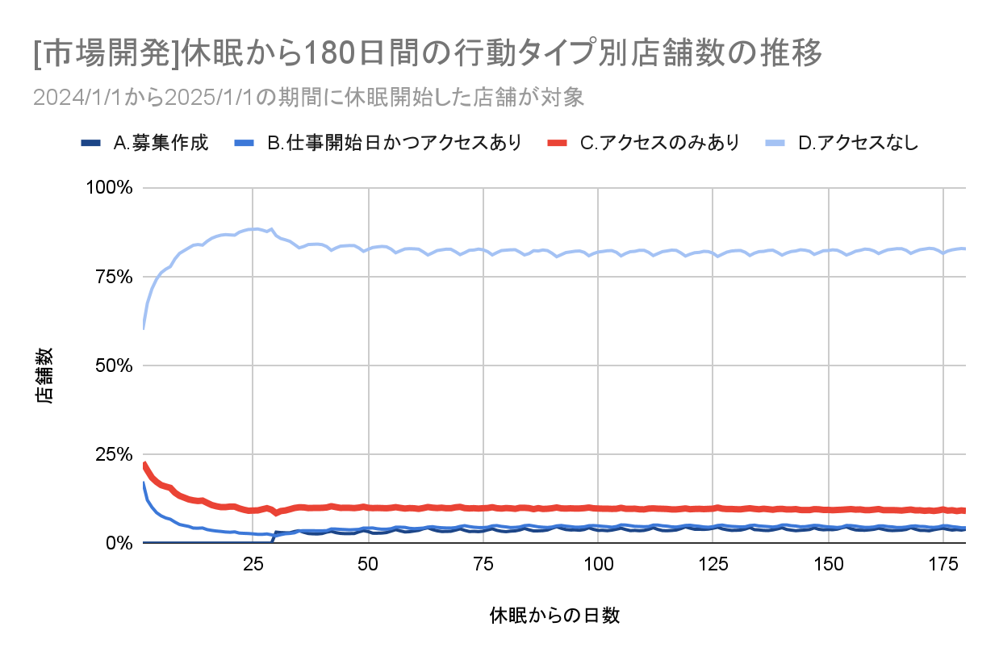 [市場開発]休眠から180日間の行動タイプ別店舗数の推移
2024/1/1から2025/1/1の期間に休眠開始した店舗が対象
A.募集作成 B.仕事開始日かつアクセスあり C.アクセスのみあり D.アクセスなし
100%
75%
50%
25%
0%
店舗数
25 50 75 100 125 150 175
休眠からの日数